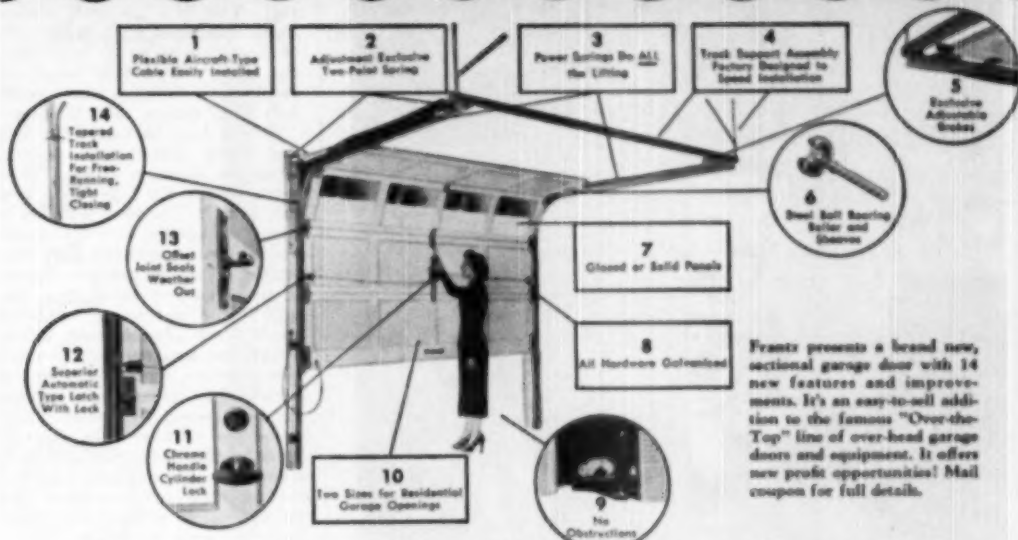 1
Flexible Aircraft-Type
Cable Easily Installed
2
Adjustment Exclusive
Two-Point Spring
3
Power Springs Do ALL
the Lifting
4
Track Support Assembly
Factory Designed to
Speed Installation
5
Exclusive
Adjustable
Brakes
6
Steel Ball Bearing
Roller and
Sheaves
7
Glazed or Solid Panels
8
All Hardware Galvanized
9
No
Obstructions
10
Two Sizes for Residential
Garage Openings
11
Chrome
Handle
Cylinder
Lock
12
Superior
Automatic
Type Latch
With Lock
13
Offset
Joint Seals
Weather
Out
14
Tapered
Track
Installation
For Free-
Running,
Tight
Closing
Frantz presents a brand new,
sectional garage door with 14
new features and improve-
ments. It's an easy-to-sell addi-
tion to the famous "Over-the-
Top" line of over-head garage
doors and equipment. It offers
new profit opportunities! Mail
coupon for full details.